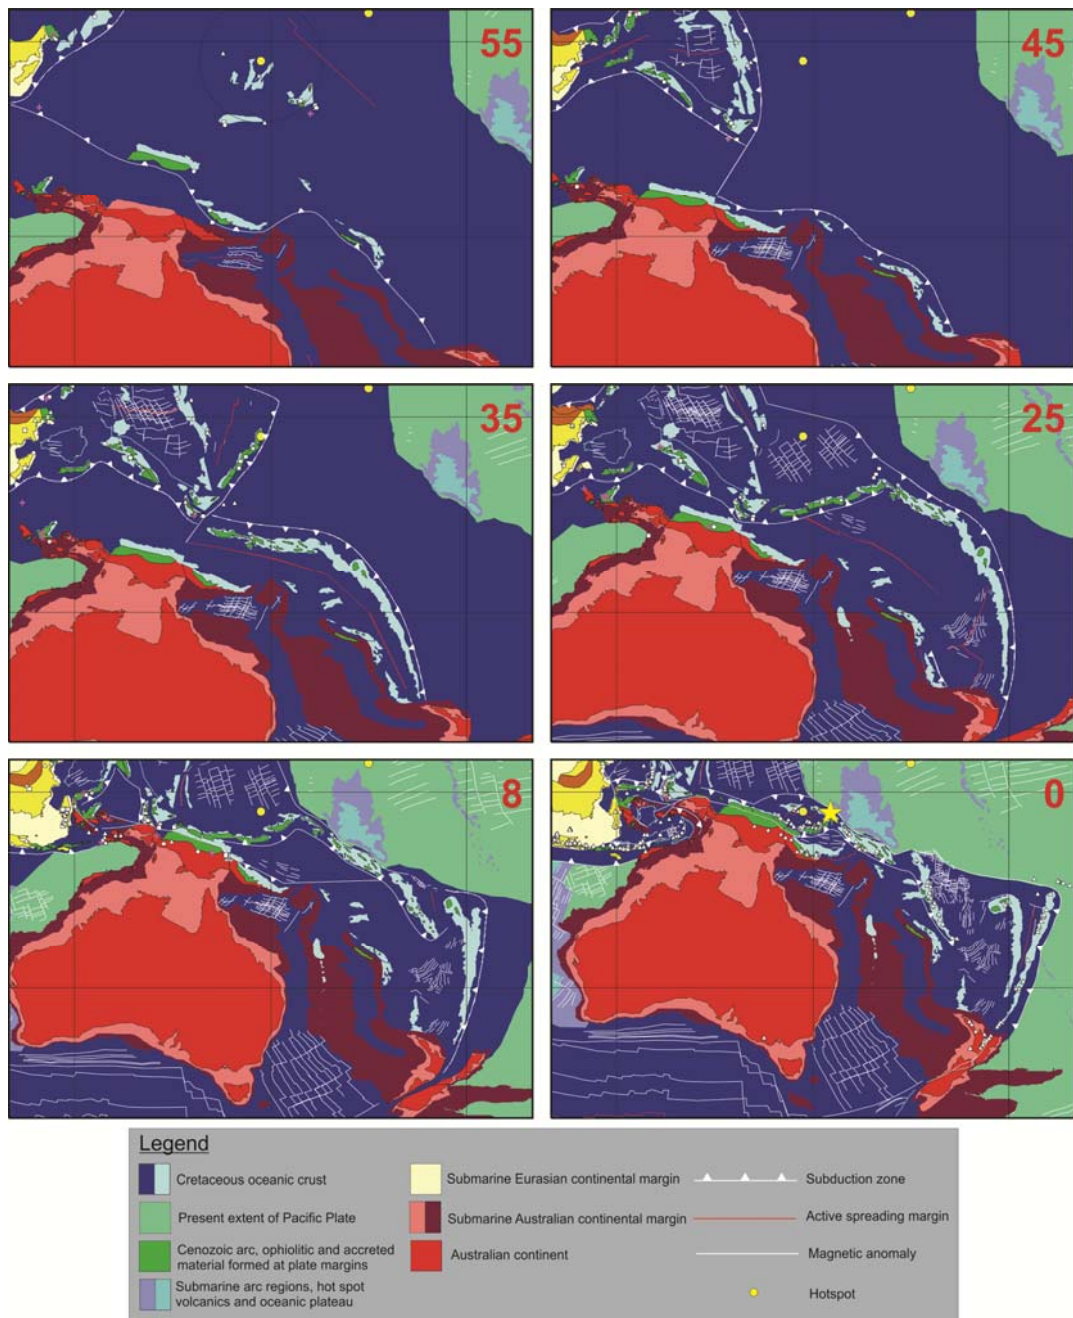 55
45
35
25
8
0
Legend
Cretaceous oceanic crust
Present extent of Pacific Plate
Cenozoic arc, ophiolitic and accreted
material formed at plate margins
Submarine arc regions, hot spot
volcanics and oceanic plateau
Submarine Eurasian continental margin
Submarine Australian continental margin
Australian continent
Subduction zone
Active spreading margin
Magnetic anomaly
Hotspot